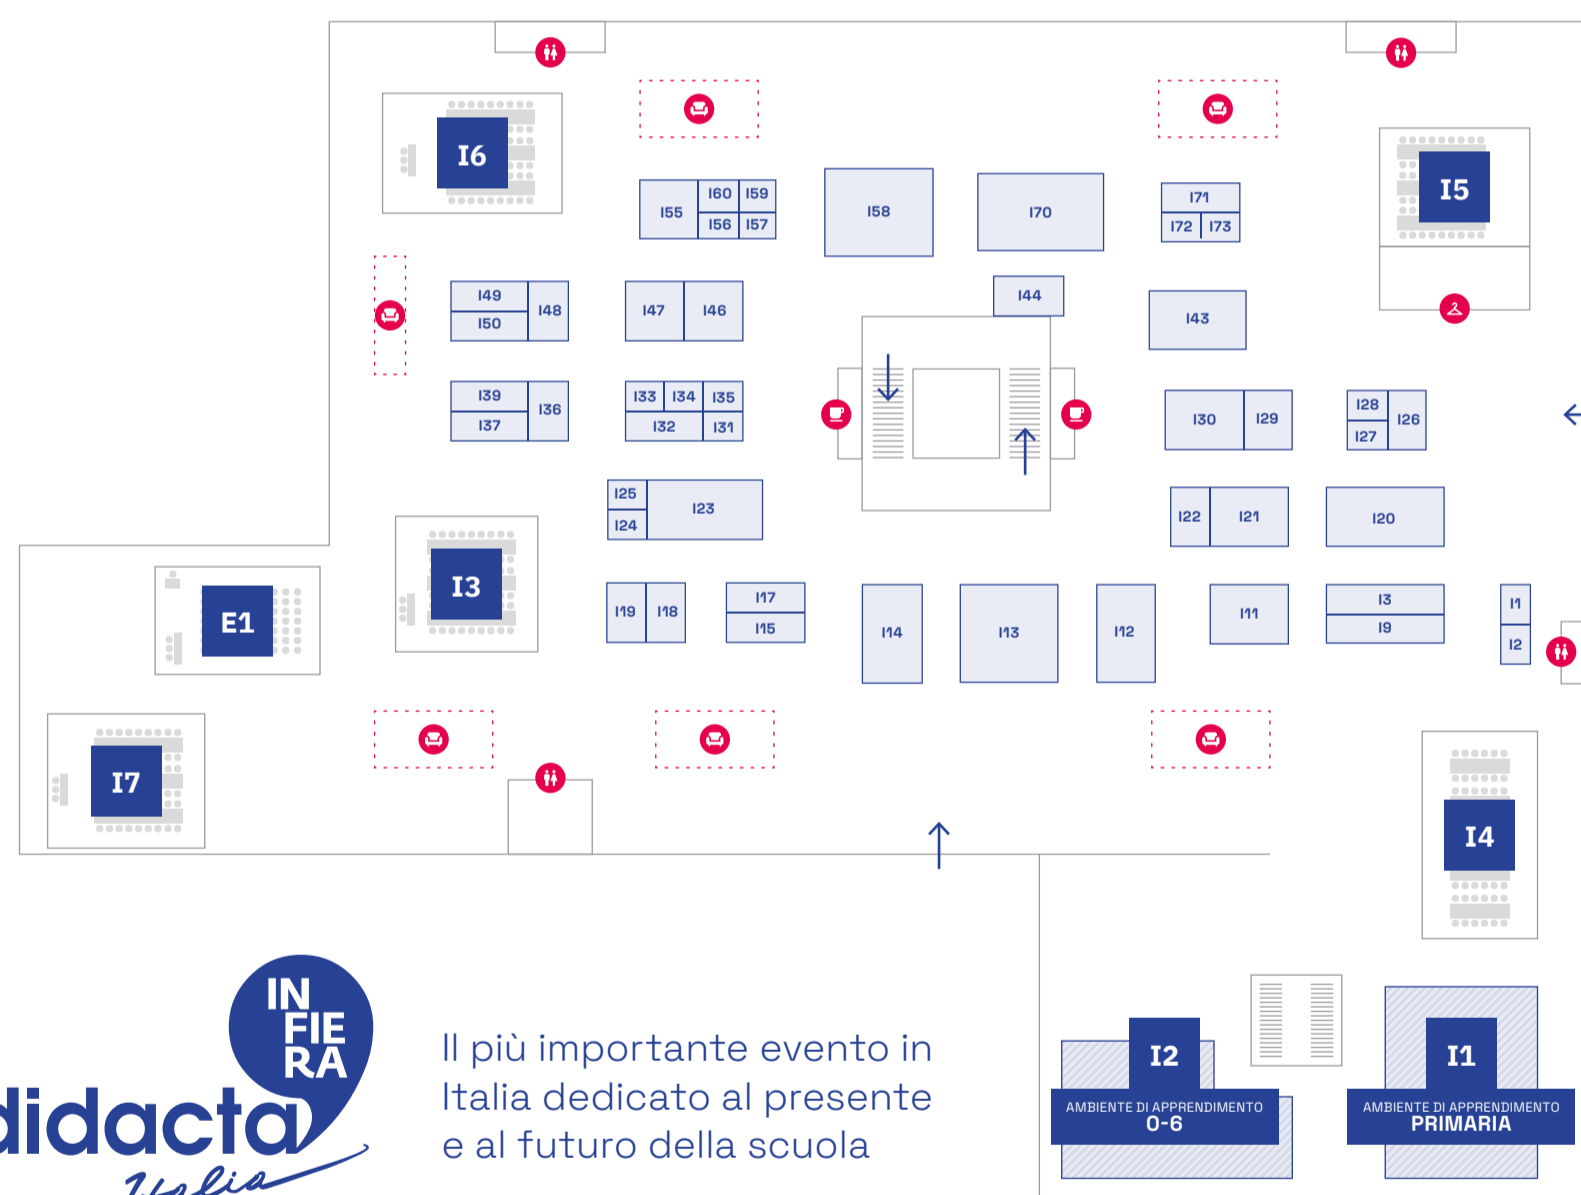 I6
I5
I55
I60
I59
I56
I57
I58
I70
I71
I72
I73
I49
I50
I48
I47
I46
I44
I43
I39
I37
I36
I33
I34
I35
I32
I31
I30
I29
I28
I27
I26
I25
I24
I23
I22
I21
I20
I3
E1
I19
I18
I17
I15
I14
I13
I12
I11
I3
I9
I1
I2
I7
I4
IN
FIE
RA
didacta
Italia
Il più importante evento in
Italia dedicato al presente
e al futuro della scuola
I2
AMBIENTE DI APPRENDIMENTO
0-6
I1
AMBIENTE DI APPRENDIMENTO
PRIMARIA